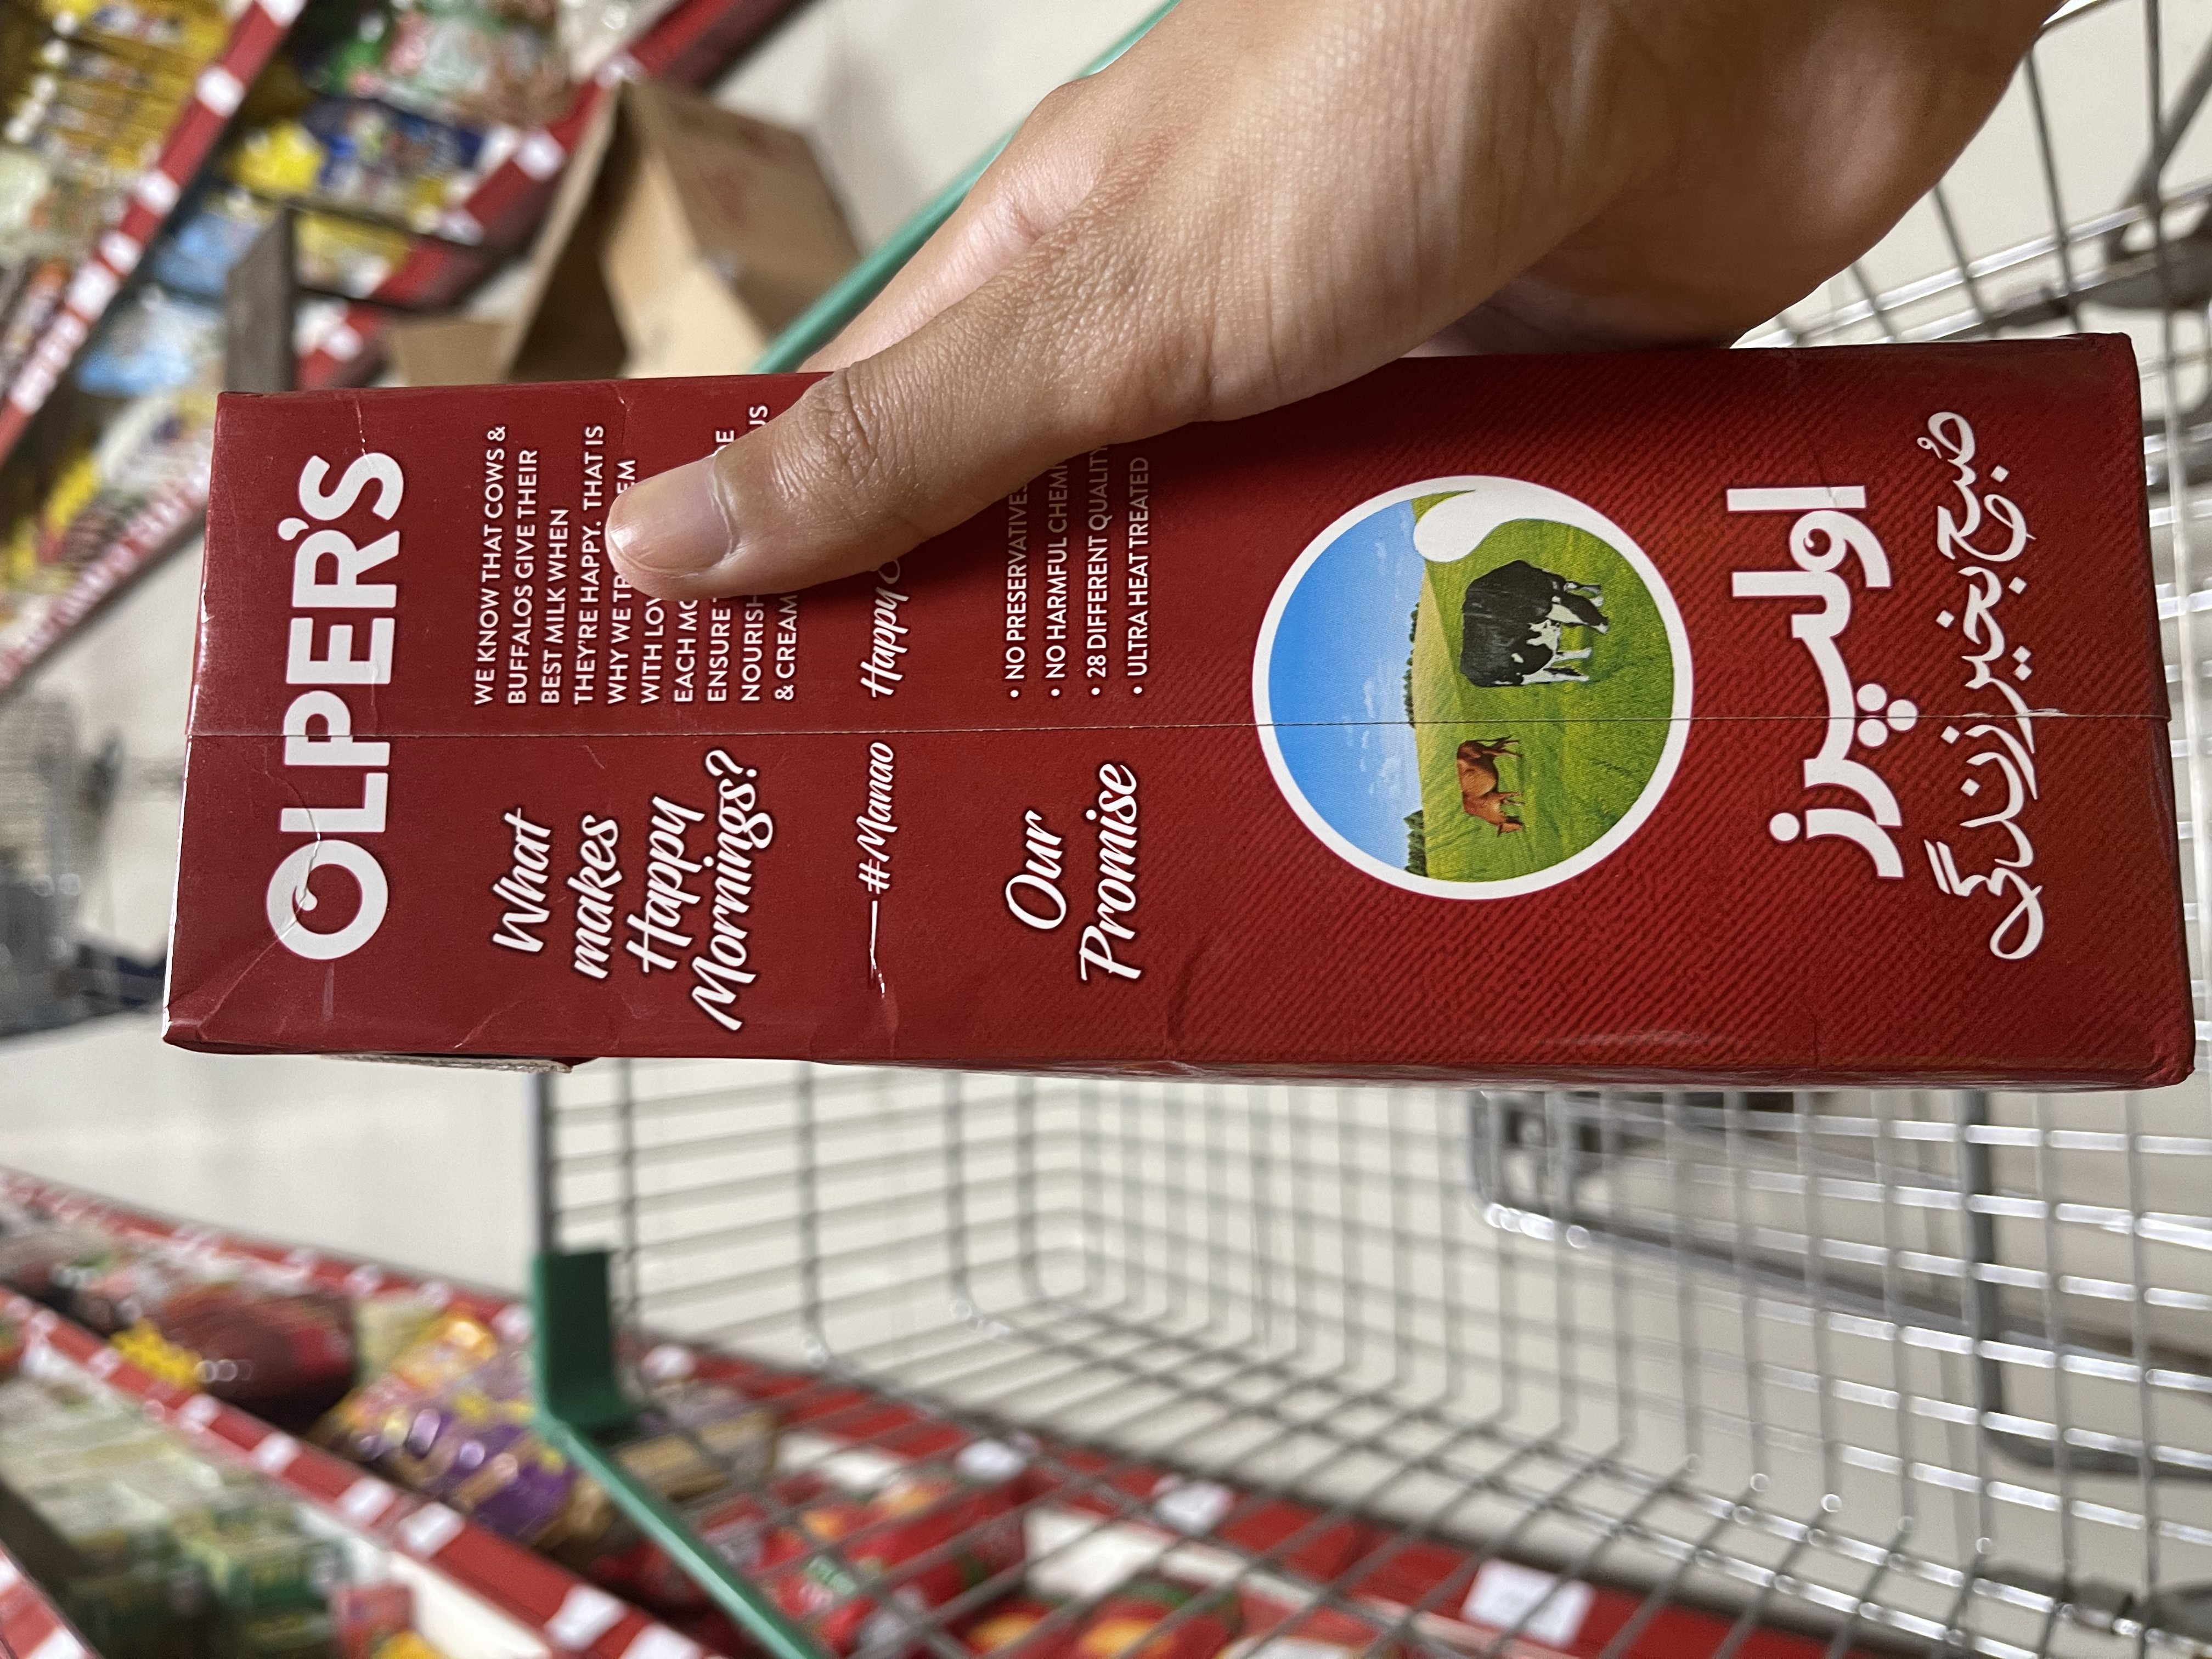 OLPER'S
What
makes
Happy
Mornings?
WE KNOW THAT COWS &
BUFFALOS GIVE THEIR
BEST MILK WHEN
THEY'RE HAPPY. THAT IS
WHY WE
WITH
EACH
ENSURE
& CREAM
#Manao Happy
Our
Promise
• NO PRESERVATIVES
• NO HARMFUL
• 28 DIFFERENT QUALITY
• ULTRA HEAT TREATED
اولپرز
صُبح بخیر زندگی